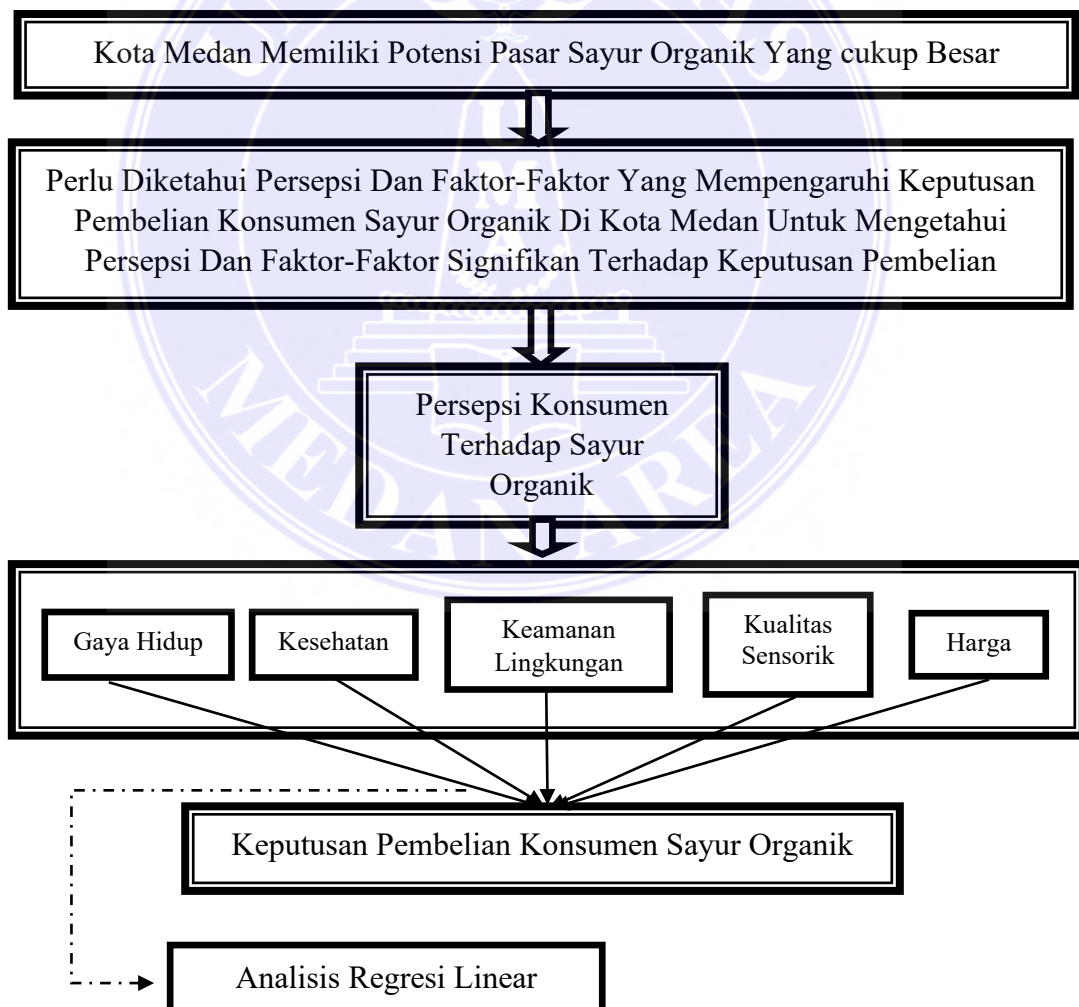 Kota Medan Memiliki Potensi Pasar Sayur Organik Yang cukup Besar
Perlu Diketahui Persepsi Dan Faktor-Faktor Yang Mempengaruhi Keputusan
Pembelian Konsumen Sayur Organik Di Kota Medan Untuk Mengetahui
Persepsi Dan Faktor-Faktor Signifikan Terhadap Keputusan Pembelian
Persepsi Konsumen
Terhadap Sayur
Organik
Gaya Hidup
Kesehatan
Keamanan
Lingkungan
Kualitas
Sensorik
Harga
Keputusan Pembelian Konsumen Sayur Organik
Analisis Regresi Linear
UMA
MEDAN AREA